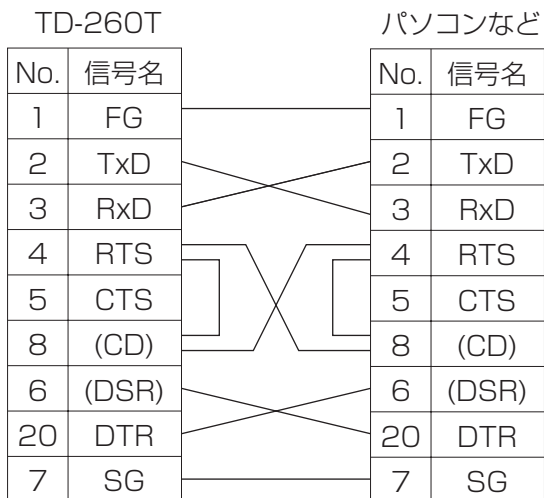 TD-260T パソコンなど
No. 信号名 No. 信号名
1 FG 1 FG
2 TxD 2 TxD
3 RxD 3 RxD
4 RTS 4 RTS
5 CTS 5 CTS
8 (CD) 8 (CD)
6 (DSR) 6 (DSR)
20 DTR 20 DTR
7 SG 7 SG